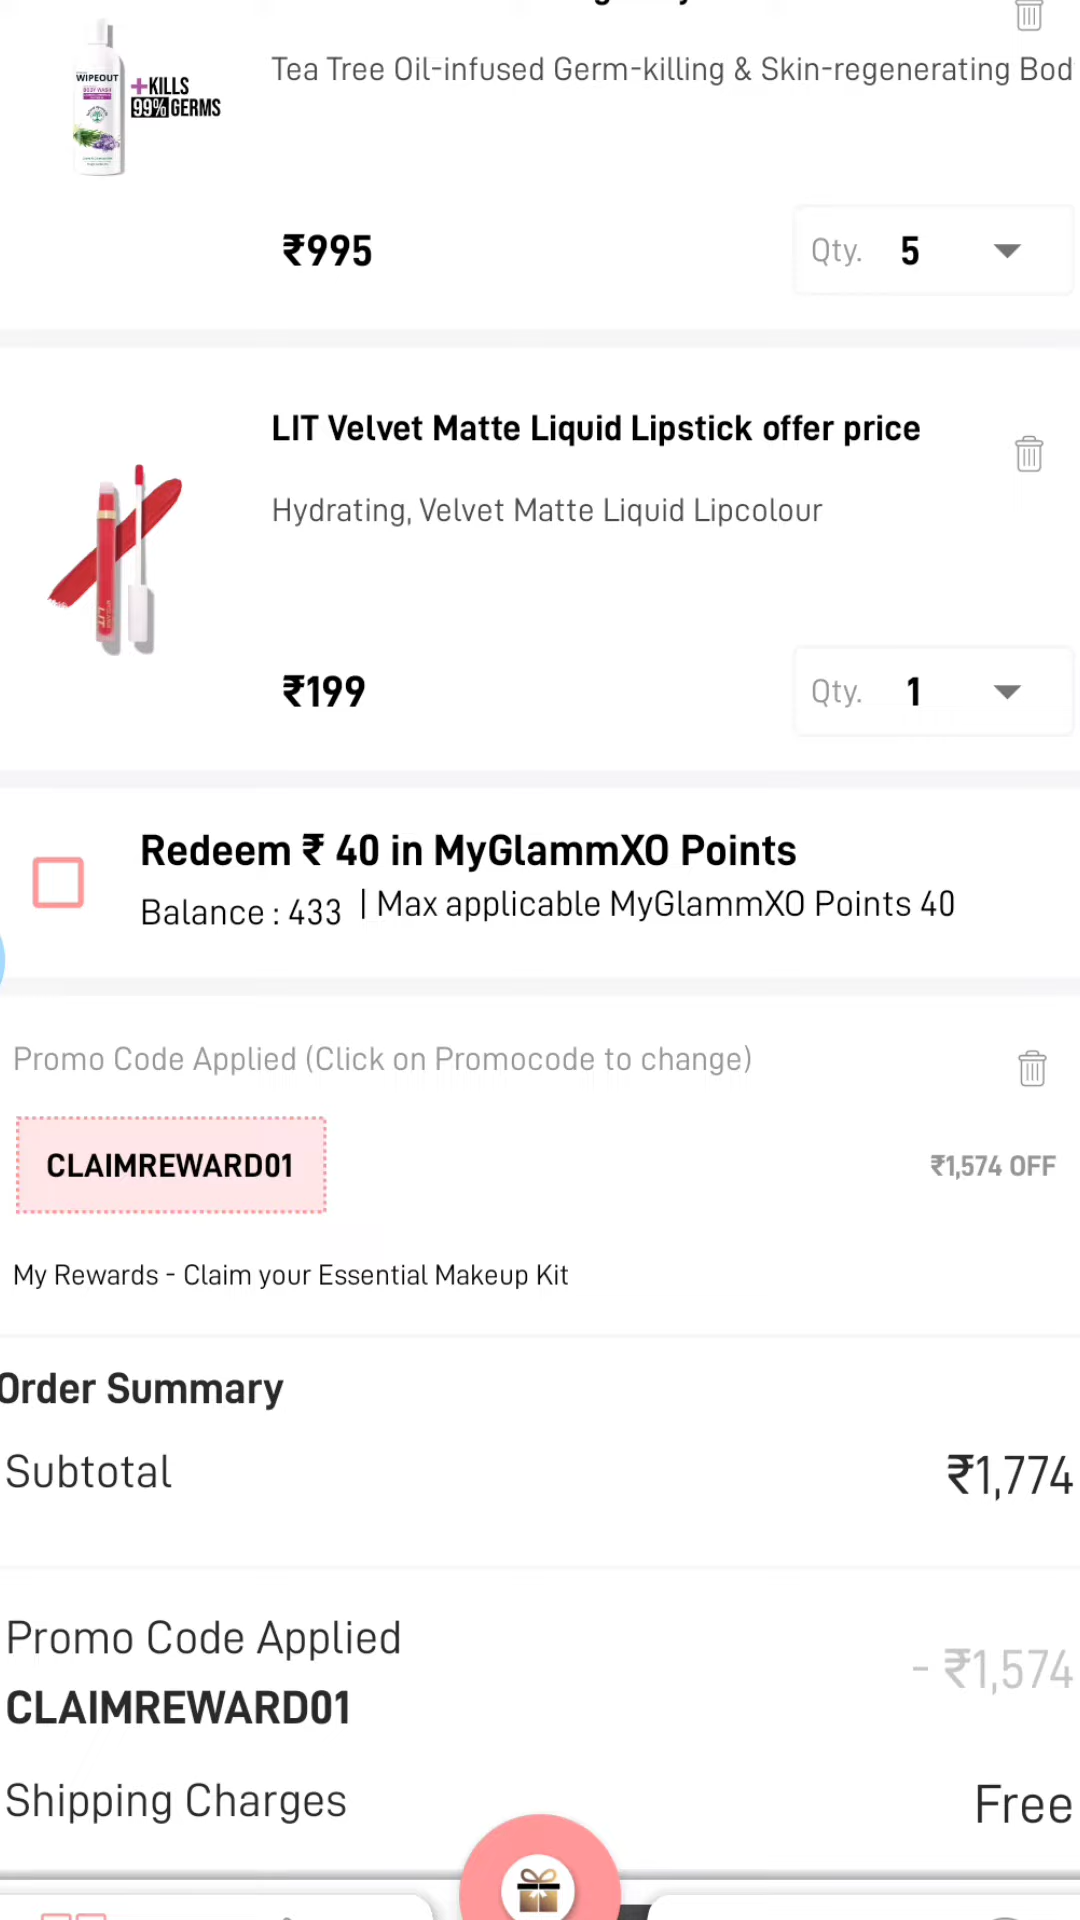 WIPEOUT
BODY WASH
+KILLS
99% GERMS
Tea Tree Oil-infused Germ-killing & Skin-regenerating Bod
₹995
Qty. 5
LIT Velvet Matte Liquid Lipstick offer price
Hydrating, Velvet Matte Liquid Lipcolour
LIT
₹199
Qty. 1
Redeem ₹ 40 in MyGlammXO Points
Balance : 433 | Max applicable MyGlammXO Points 40
Promo Code Applied (Click on Promocode to change)
CLAIMREWARD01
₹1,574 OFF
My Rewards - Claim your Essential Makeup Kit
Order Summary
Subtotal ₹1,774
Promo Code Applied
- ₹1,574
CLAIMREWARD01
Shipping Charges Free